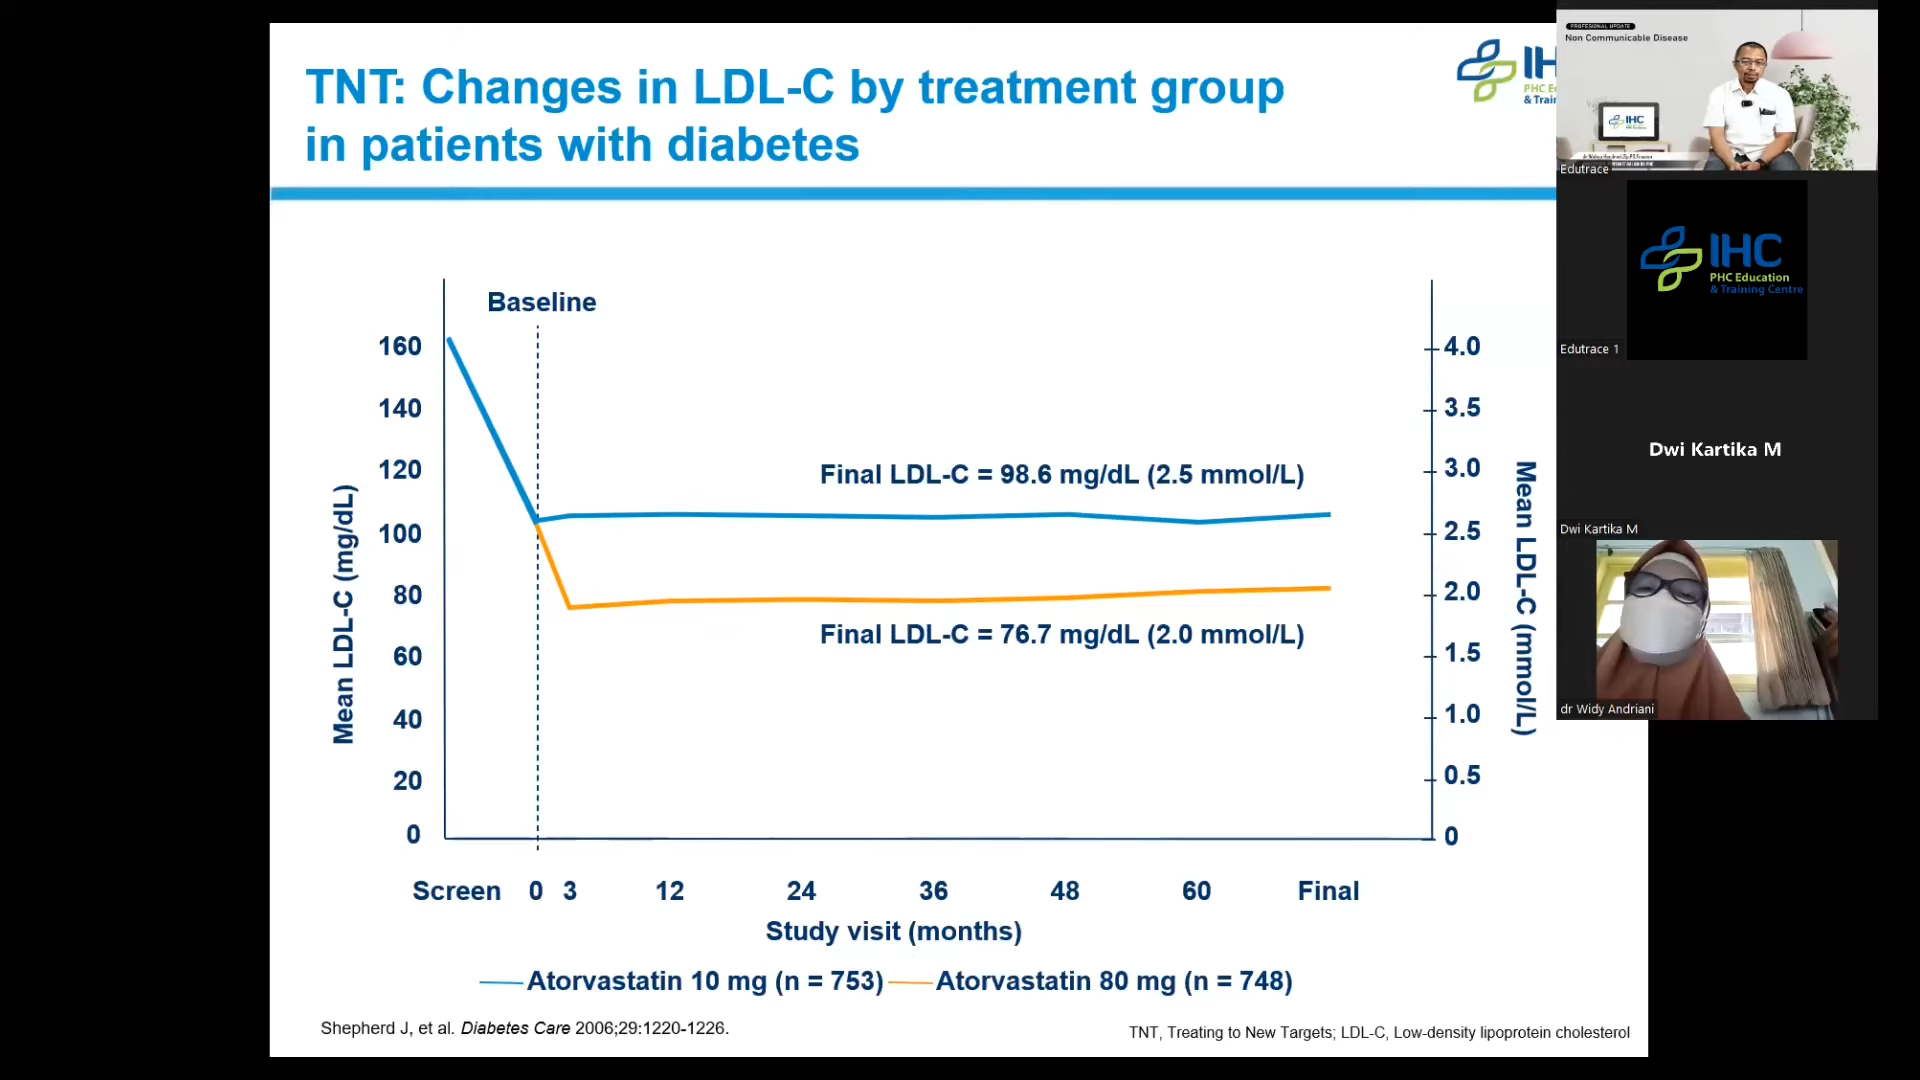 TNT: Changes in LDL-C by treatment group
in patients with diabetes
IH
PHC E
& Trai
Baseline
160
140
120
100
80
60
40
20
0
Mean LDL-C (mg/dL)
4.0
3.5
3.0
2.5
2.0
1.5
1.0
0.5
0
Mean LDL-C (mmol/L)
Final LDL-C = 98.6 mg/dL (2.5 mmol/L)
Final LDL-C = 76.7 mg/dL (2.0 mmol/L)
Screen 0 3 12 24 36 48 60 Final
Study visit (months)
Atorvastatin 10 mg (n = 753) Atorvastatin 80 mg (n = 748)
Shepherd J, et al. Diabetes Care 2006;29:1220-1226.
TNT, Treating to New Targets; LDL-C, Low-density lipoprotein cholesterol
PROFESIONAL UPDATE
Non Communicable Disease
IHC
Edutrace
IHC
PHC Education
& Training Centre
Edutrace 1
Dwi Kartika M
Dwi Kartika M
dr Widy Andriani